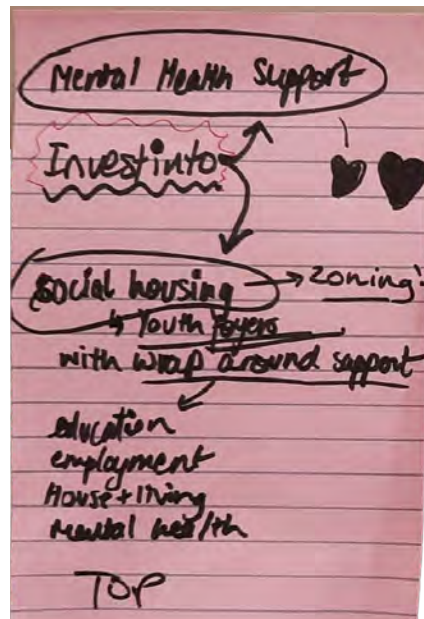 Mental Health Support
Invest into
Social housing → zoning
↳ Youth Foyers
with wrap around support
education
employment
House + living
mental health
TOP